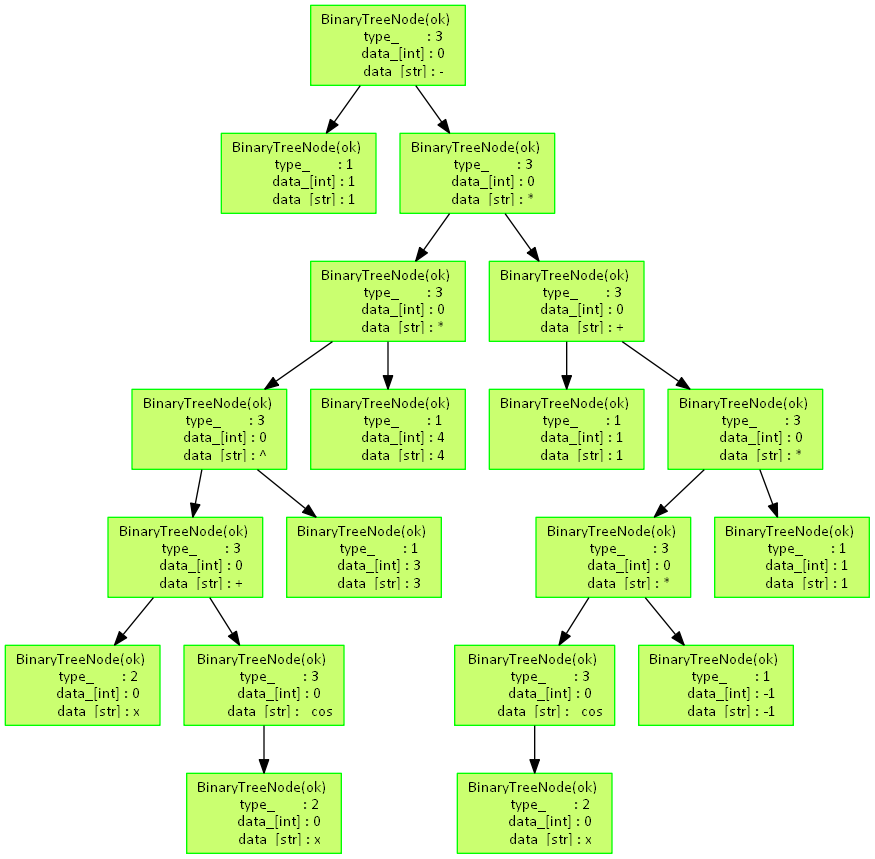 BinaryTreeNode(ok)
type_ : 3
data_[int] : 0
data_[str] : -
BinaryTreeNode(ok)
type_ : 1
data_[int] : 1
data_[str] : 1
BinaryTreeNode(ok)
type_ : 3
data_[int] : 0
data_[str] : *
BinaryTreeNode(ok)
type_ : 3
data_[int] : 0
data_[str] : *
BinaryTreeNode(ok)
type_ : 3
data_[int] : 0
data_[str] : +
BinaryTreeNode(ok)
type_ : 3
data_[int] : 0
data_[str] : ^
BinaryTreeNode(ok)
type_ : 1
data_[int] : 4
data_[str] : 4
BinaryTreeNode(ok)
type_ : 1
data_[int] : 1
data_[str] : 1
BinaryTreeNode(ok)
type_ : 3
data_[int] : 0
data_[str] : *
BinaryTreeNode(ok)
type_ : 3
data_[int] : 0
data_[str] : +
BinaryTreeNode(ok)
type_ : 1
data_[int] : 3
data_[str] : 3
BinaryTreeNode(ok)
type_ : 3
data_[int] : 0
data_[str] : *
BinaryTreeNode(ok)
type_ : 1
data_[int] : 1
data_[str] : 1
BinaryTreeNode(ok)
type_ : 2
data_[int] : 0
data_[str] : x
BinaryTreeNode(ok)
type_ : 3
data_[int] : 0
data_[str] : cos
BinaryTreeNode(ok)
type_ : 3
data_[int] : 0
data_[str] : cos
BinaryTreeNode(ok)
type_ : 1
data_[int] : -1
data_[str] : -1
BinaryTreeNode(ok)
type_ : 2
data_[int] : 0
data_[str] : x
BinaryTreeNode(ok)
type_ : 2
data_[int] : 0
data_[str] : x